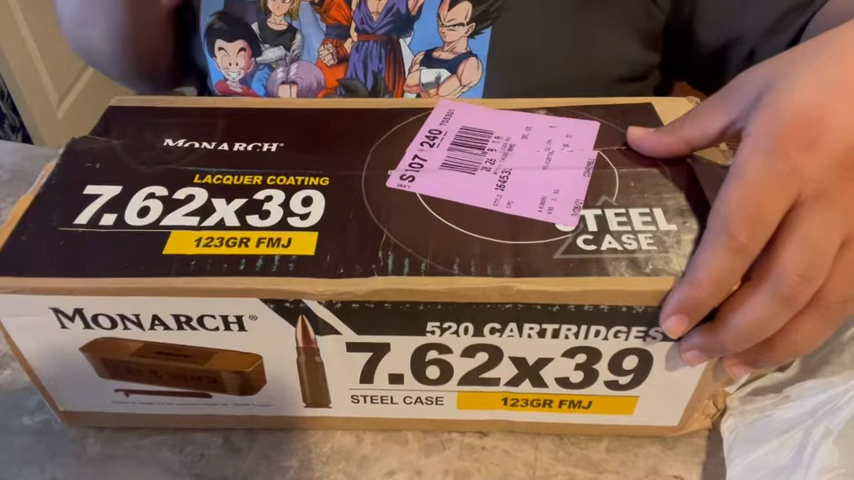 MONARCH®
LACQUER COATING
7.62x39
123GR FMJ
S107 240
STEEL
CASE
MONARCH®
520 CARTRIDGES
7.62x39
STEEL CASE
123GR FMJ